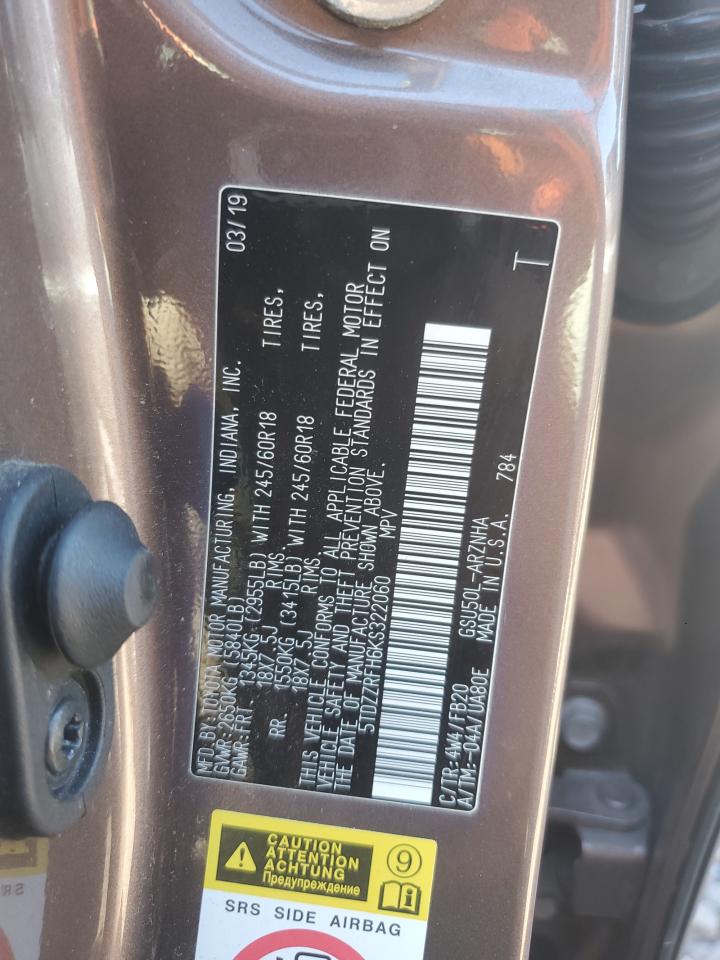 MFD BY TOYOTA MOTOR MANUFACTURING, INDIANA, INC. 03/19
GVWR:2650KG (5840LB)
GAWR:FRT. 1345KG (2955LB) WITH 245/60R18 TIRES,
18X7.5J RIMS
RR. 1550KG (3415LB) WITH 245/60R18 TIRES,
18X7.5J RIMS
THIS VEHICLE CONFORMS TO ALL APPLICABLE FEDERAL MOTOR
VEHICLE SAFETY AND THEFT PREVENTION STANDARDS IN EFFECT ON
THE DATE OF MANUFACTURE SHOWN ABOVE.
5TDZZRFH8KS322060 MPV
C/TR:4W4 /FB20 GSU50L-ARZNHA
A/TM:-04A/UA80E MADE IN U.S.A. 784 T
CAUTION
ATTENTION
ACHTUNG
Предупреждение
9
SRS SIDE AIRBAG
SR